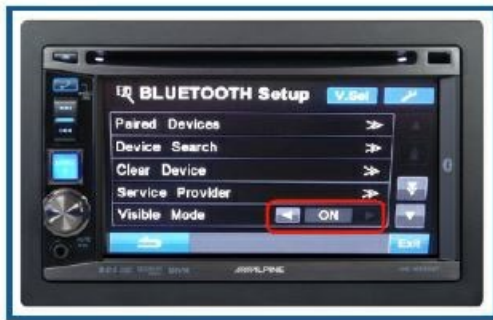 BLUETOOTH Setup V.Sel
Paired Devices
Device Search
Clear Device
Service Provider
Visible Mode ON
Exit
ALPINE